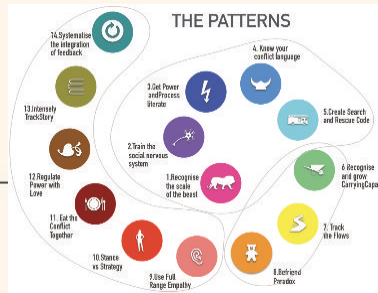 THE PATTERNS
14.Systemalise
the integration
of feedback
4. Know your
conflict language
3.Get Power
andProcess
literate
13.Intensely
TrackStory
5.Create Search
and Rescue Code
2.Train the
social nervous
system
12.Regulate
Power with
Love
1.Recognise
the scale
of the beast
6.Recognise
and grow
CarryingCapa
11. Eat the
Conflict
Together
7. Track
the Flows
10.Stance
vs Strategy
9.Use Full
Range Empathy
8.Befriend
Paradox